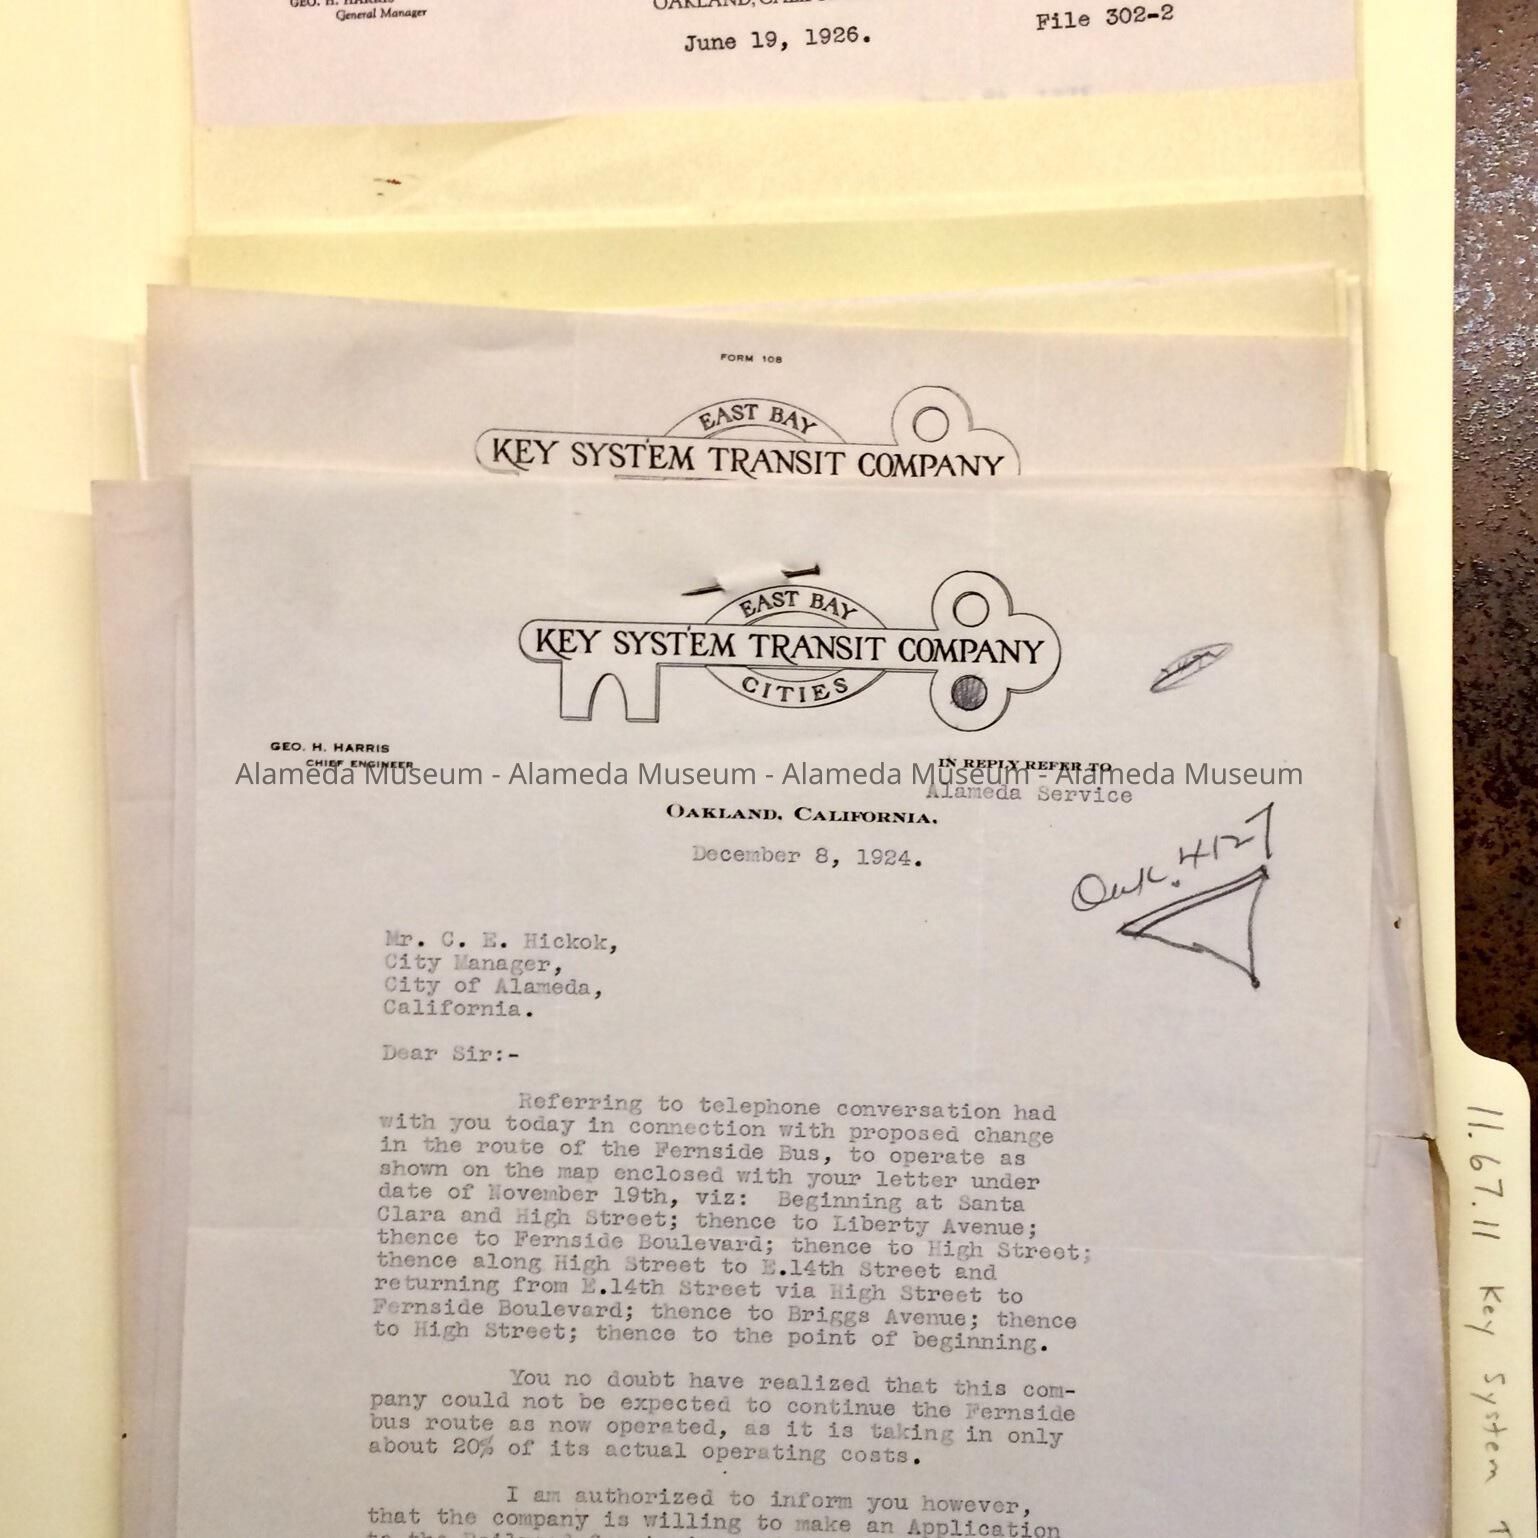 GEO. H. HARRIS
General Manager
OAKLAND,
June 19, 1926.
File 302-2
FORM 108
EAST BAY
KEY SYSTEM TRANSIT COMPANY
EAST BAY
KEY SYSTEM TRANSIT COMPANY
CITIES
GEO. H. HARRIS
CHIEF ENGINEER
IN REPLY REFER TO
Alameda Museum - Alameda Museum - Alameda Museum - Alameda Museum
Alameda Service
OAKLAND, CALIFORNIA.
December 8, 1924.
Oak. 4127
Mr. C. E. Hickok,
City Manager,
City of Alameda,
California.
Dear Sir:-
Referring to telephone conversation had
with you today in connection with proposed change
in the route of the Fernside Bus, to operate as
shown on the map enclosed with your letter under
date of November 19th, viz: Beginning at Santa
Clara and High Street; thence to Liberty Avenue;
thence to Fernside Boulevard; thence to High Street;
thence along High Street to E.14th Street and
returning from E.14th Street via High Street to
Fernside Boulevard; thence to Briggs Avenue; thence
to High Street; thence to the point of beginning.
You no doubt have realized that this com-
pany could not be expected to continue the Fernside
bus route as now operated, as it is taking in only
about 20% of its actual operating costs.
I am authorized to inform you however,
that the company is willing to make an Application
11.67.11 Key System